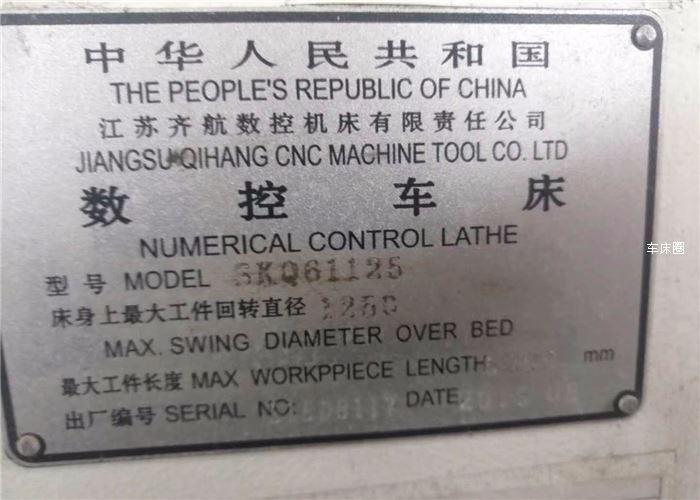 中华人民共和国
THE PEOPLE'S REPUBLIC OF CHINA
江苏齐航数控机床有限责任公司
JIANGSU QIHANG CNC MACHINE TOOL CO. LTD
数控车床
NUMERICAL CONTROL LATHE
型号 MODEL SKQ61125
床身上最大工件回转直径 1250
MAX. SWING DIAMETER OVER BED
最大工件长度 MAX WORKPPIECE LENGTH mm
出厂编号 SERIAL NO: DATE
车床圈